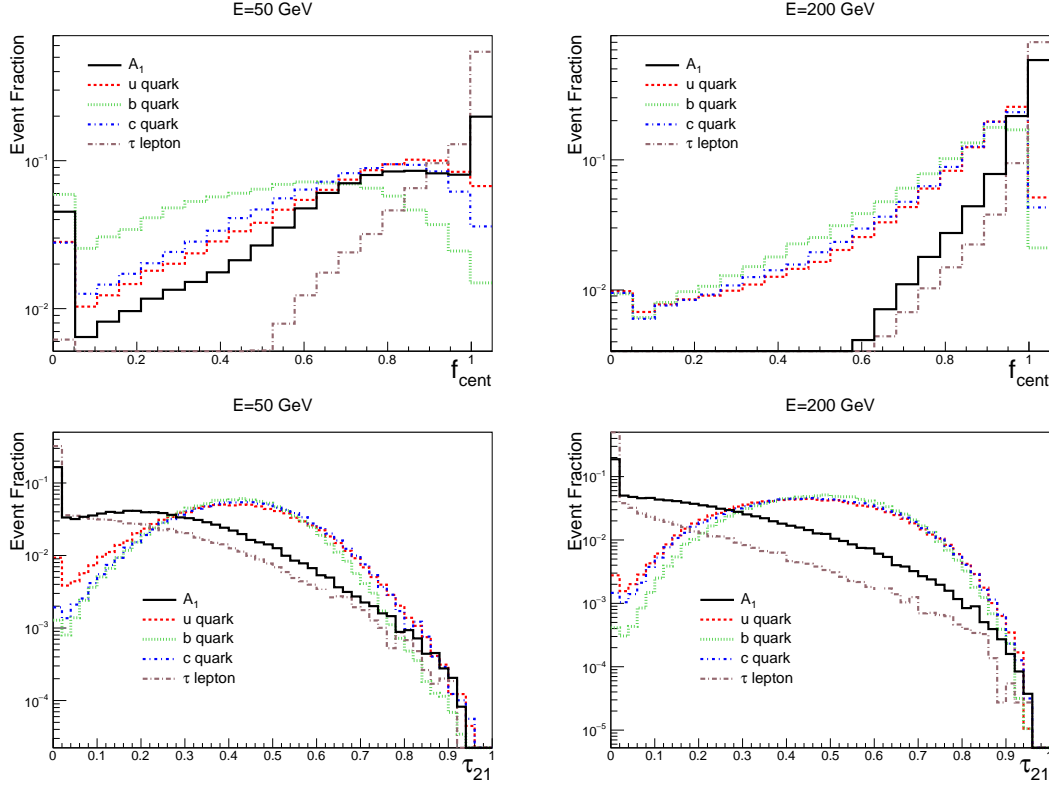 E=50 GeV
Event Fraction
A1
u quark
b quark
c quark
τ lepton
10^-1
10^-2
0 0.2 0.4 0.6 0.8 1
f_cent
E=200 GeV
Event Fraction
A1
u quark
b quark
c quark
τ lepton
10^-1
10^-2
0 0.2 0.4 0.6 0.8 1
f_cent
E=50 GeV
Event Fraction
10^-1
10^-2
10^-3
10^-4
A1
u quark
b quark
c quark
τ lepton
0 0.1 0.2 0.3 0.4 0.5 0.6 0.7 0.8 0.9 1
τ21
E=200 GeV
Event Fraction
10^-1
10^-2
10^-3
10^-4
10^-5
A1
u quark
b quark
c quark
τ lepton
0 0.1 0.2 0.3 0.4 0.5 0.6 0.7 0.8 0.9 1
τ21